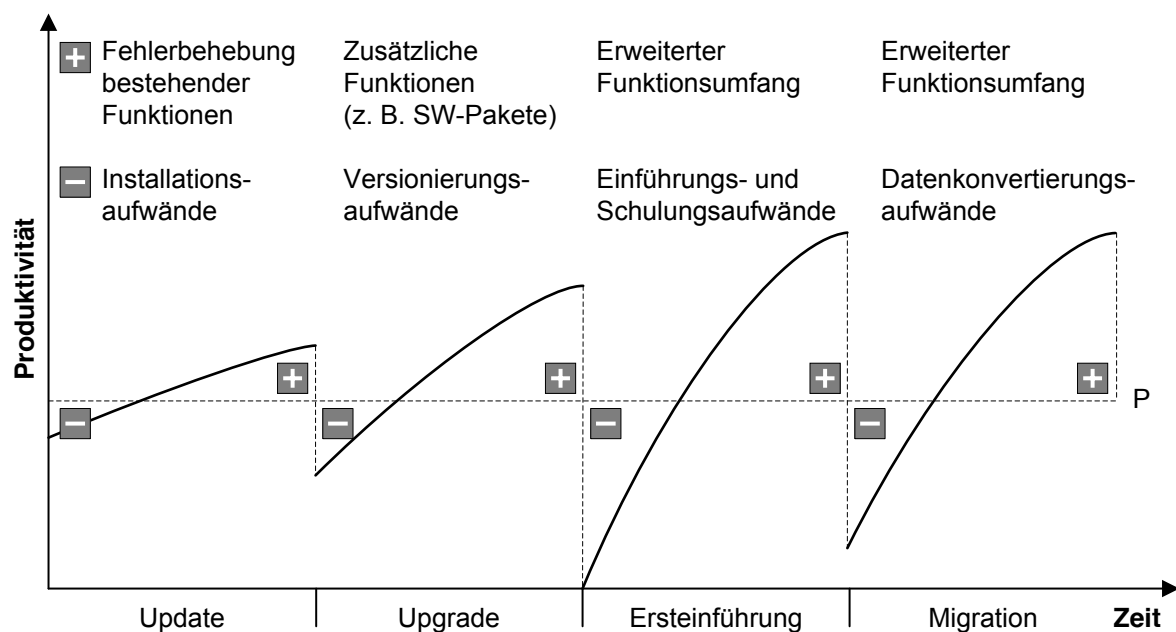 + Fehlerbehebung
bestehender
Funktionen
Zusätzliche
Funktionen
(z. B. SW-Pakete)
Erweiterter
Funktionsumfang
Erweiterter
Funktionsumfang
− Installations-
aufwände
Versionierungs-
aufwände
Einführungs- und
Schulungsaufwände
Datenkonvertierungs-
aufwände
Produktivität
+
+
+
+
P
−
−
−
−
Update
Upgrade
Ersteinführung
Migration
Zeit